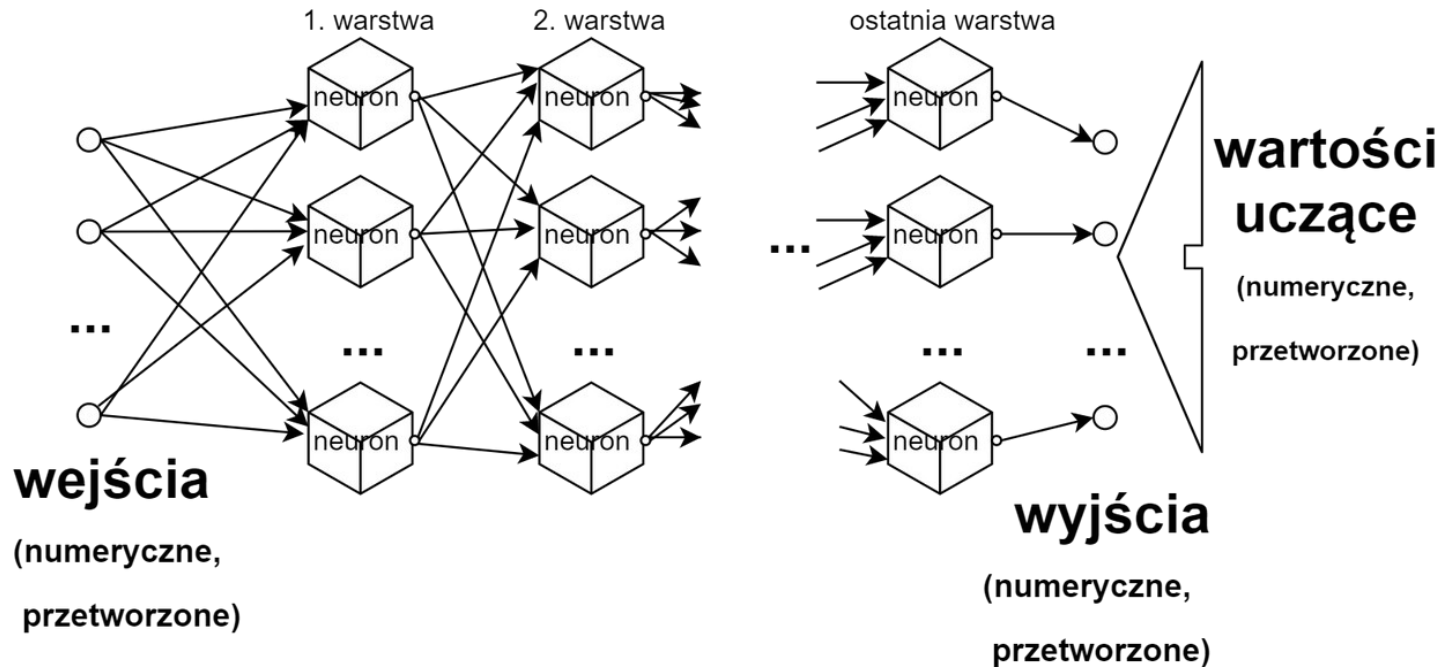 1. warstwa
2. warstwa
ostatnia warstwa
neuron
neuron
neuron
neuron
neuron
...
neuron
...
...
...
...
...
neuron
neuron
neuron
wejścia
(numeryczne,
przetworzone)
wyjścia
(numeryczne,
przetworzone)
wartości
uczące
(numeryczne,
przetworzone)